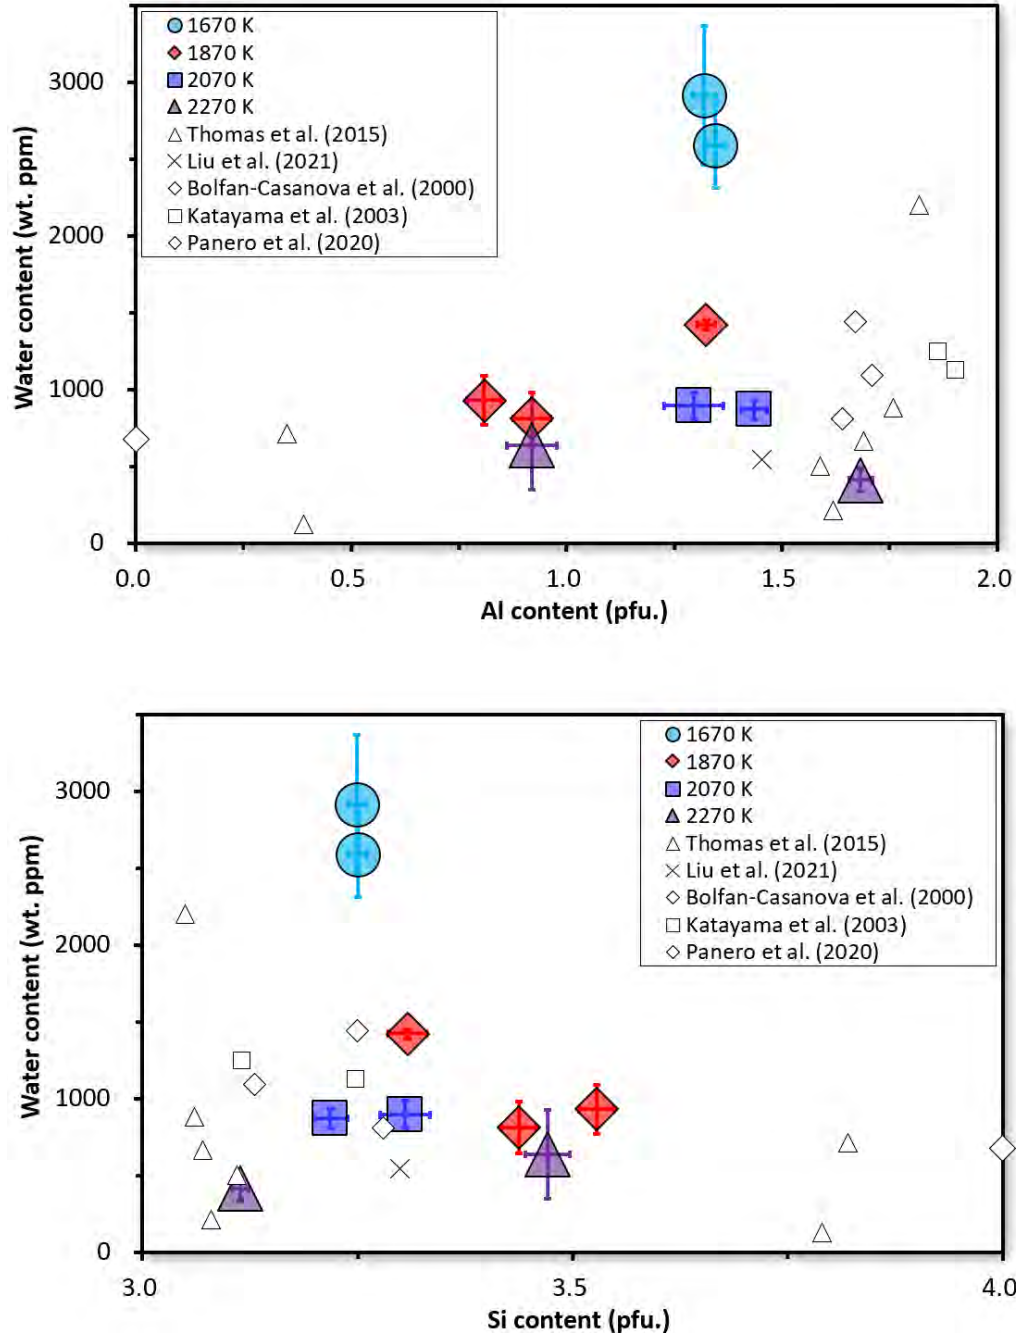 1670 K
1870 K
2070 K
2270 K
Thomas et al. (2015)
Liu et al. (2021)
Bolfan-Casanova et al. (2000)
Katayama et al. (2003)
Panero et al. (2020)
3000
2000
1000
0
Water content (wt. ppm)
0.0 0.5 1.0 1.5 2.0
Al content (pfu.)
1670 K
1870 K
2070 K
2270 K
Thomas et al. (2015)
Liu et al. (2021)
Bolfan-Casanova et al. (2000)
Katayama et al. (2003)
Panero et al. (2020)
3000
2000
1000
0
Water content (wt. ppm)
3.0 3.5 4.0
Si content (pfu.)